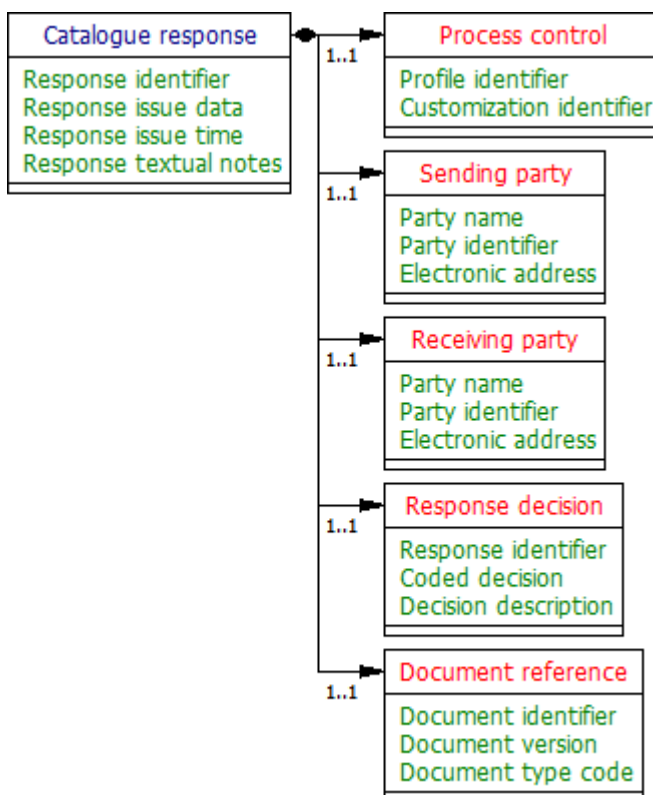 Catalogue response
Response identifier
Response issue data
Response issue time
Response textual notes
1..1
Process control
Profile identifier
Customization identifier
1..1
Sending party
Party name
Party identifier
Electronic address
1..1
Receiving party
Party name
Party identifier
Electronic address
1..1
Response decision
Response identifier
Coded decision
Decision description
1..1
Document reference
Document identifier
Document version
Document type code